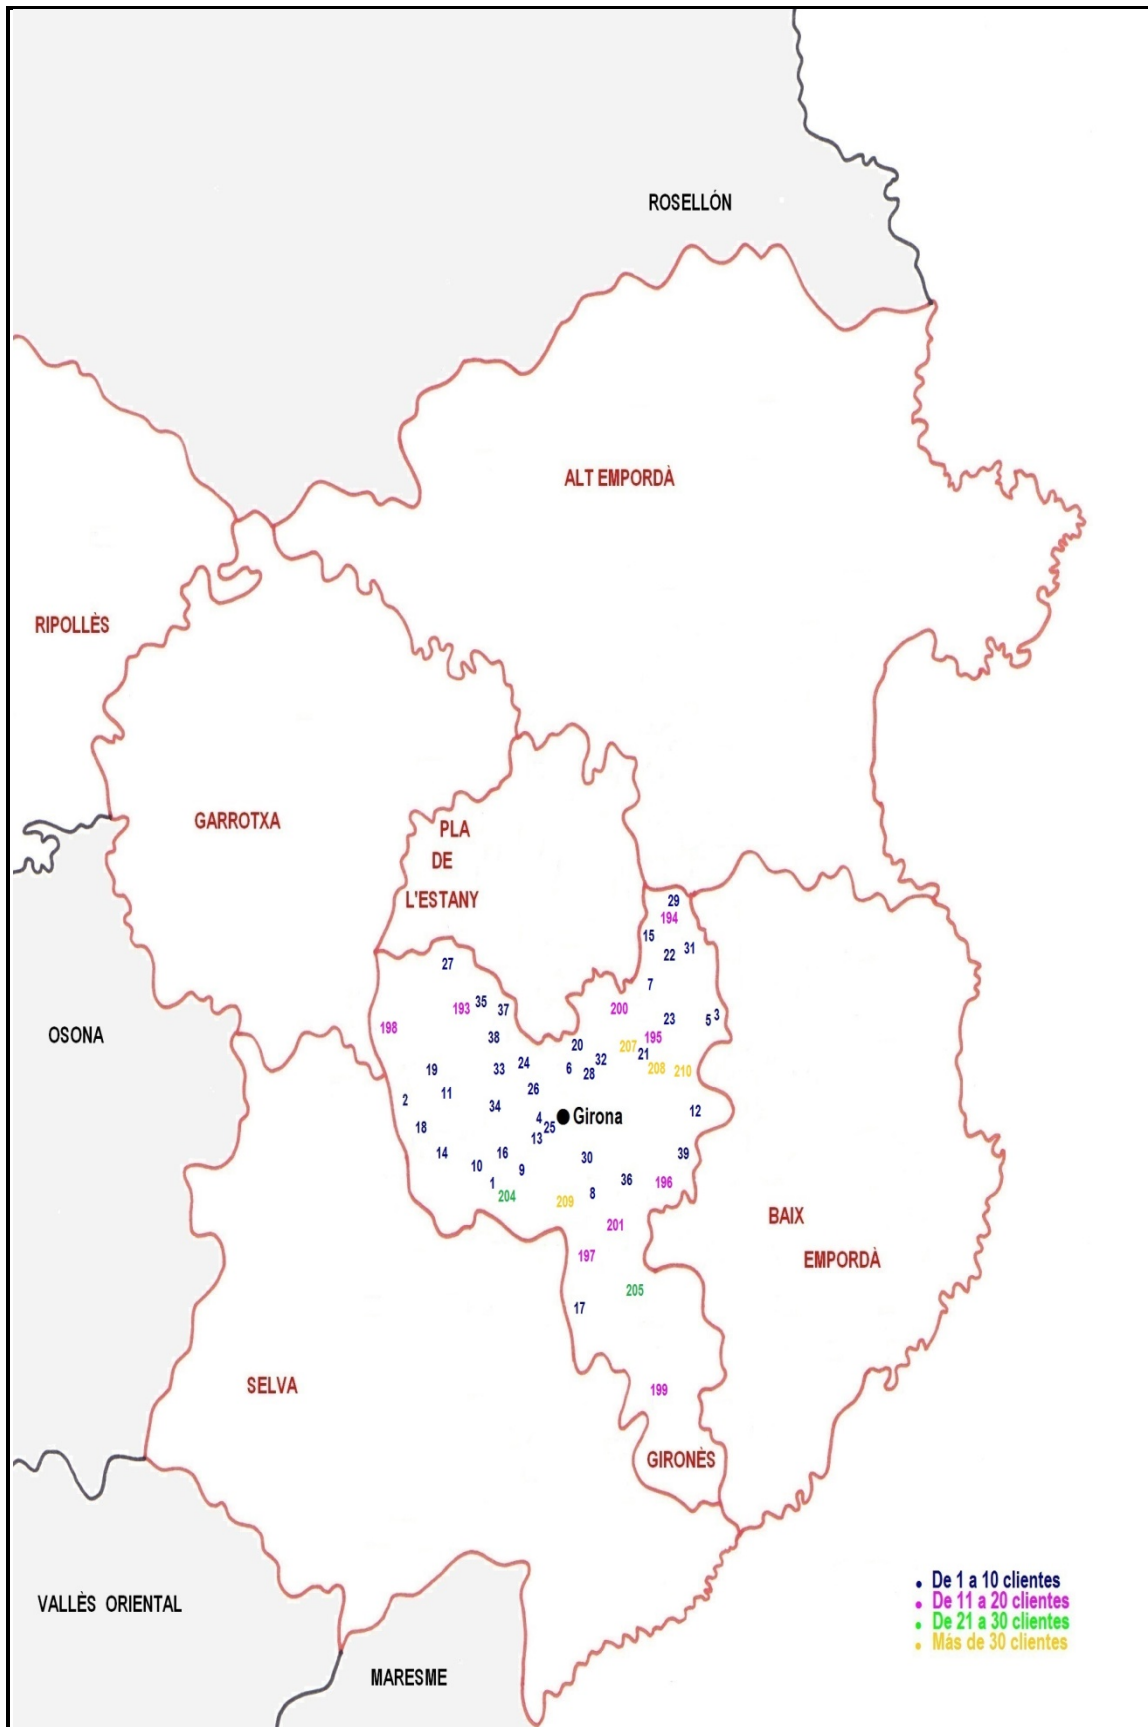 ROSELLÓN
ALT EMPORDÀ
RIPOLLÈS
GARROTXA
PLA
DE
L'ESTANY
29
194
15
31
22
27
7
35
193
37
200
3
5
23
198
OSONA
38
195
20
207
21
32
24
19
33
6
28
208
210
26
11
2
34
12
4
Girona
25
18
13
14
16
39
30
10
9
36
1
196
8
204
209
BAIX
201
197
EMPORDÀ
205
17
SELVA
199
GIRONÈS
De 1 a 10 clientes
VALLÈS ORIENTAL
De 11 a 20 clientes
De 21 a 30 clientes
Más de 30 clientes
MARESME